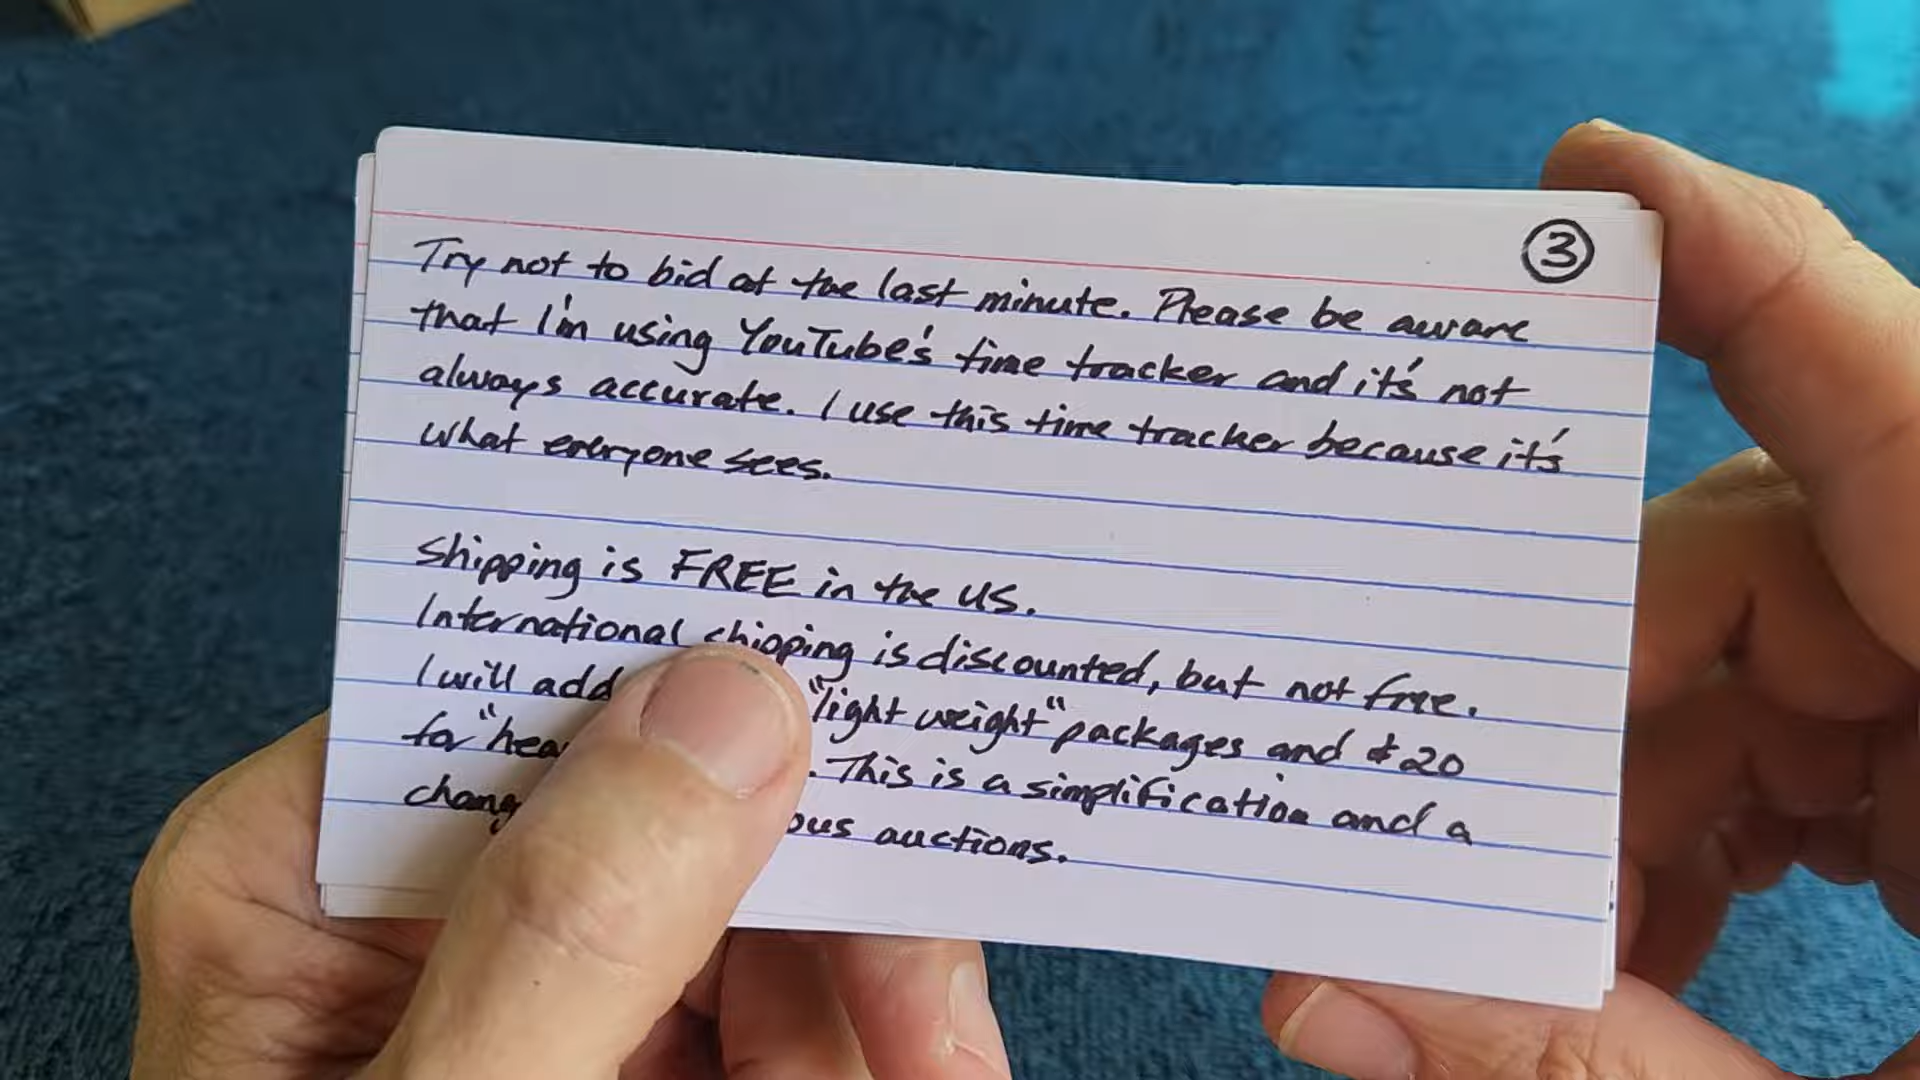 ③
Try not to bid at the last minute. Please be aware
that I'm using YouTube's time tracker and it's not
always accurate. I use this time tracker because it's
what everyone sees.
Shipping is FREE in the US.
International shipping is discounted, but not free.
I will add "light weight" packages and $20
for . This is a simplification and a
auctions.